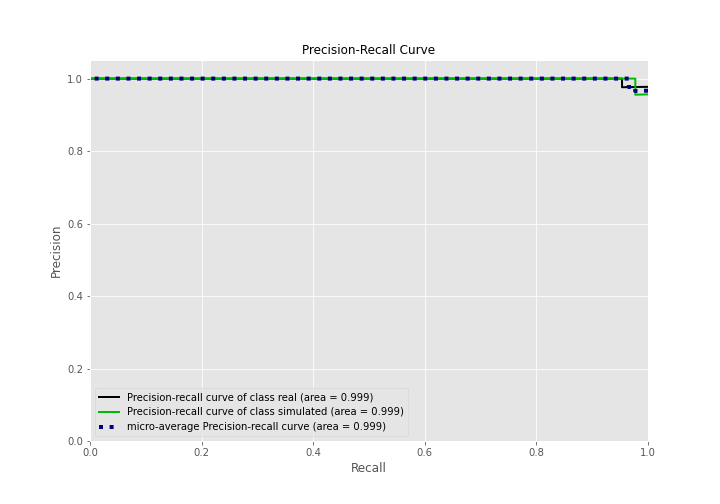 Precision-Recall Curve
1.0
0.8
0.6
0.4
0.2
0.0
Precision
Precision-recall curve of class real (area = 0.999)
Precision-recall curve of class simulated (area = 0.999)
micro-average Precision-recall curve (area = 0.999)
0.0 0.2 0.4 0.6 0.8 1.0
Recall